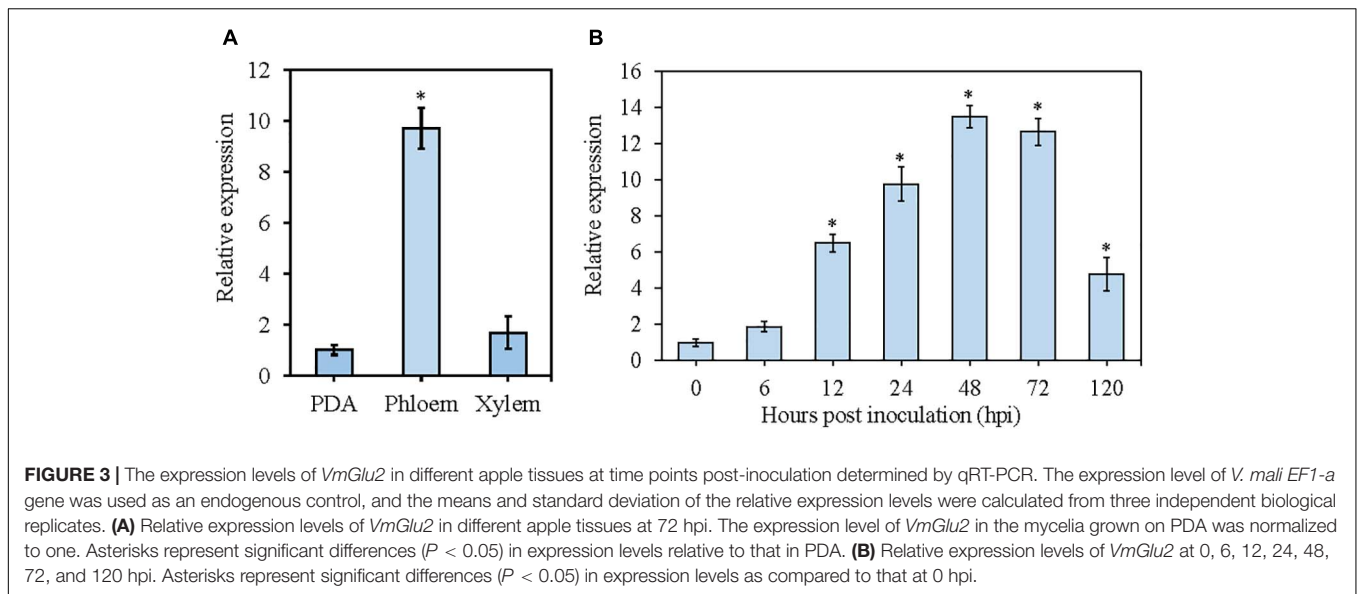 A
12
10
8
6
4
2
0
Relative expression
*
PDA Phloem Xylem
B
16
14
12
10
8
6
4
2
0
Relative expression
*
*
*
*
*
0 6 12 24 48 72 120
Hours post inoculation (hpi)
FIGURE 3 | The expression levels of VmGlu2 in different apple tissues at time points post-inoculation determined by qRT-PCR. The expression level of V. mali EF1-a
gene was used as an endogenous control, and the means and standard deviation of the relative expression levels were calculated from three independent biological
replicates. (A) Relative expression levels of VmGlu2 in different apple tissues at 72 hpi. The expression level of VmGlu2 in the mycelia grown on PDA was normalized
to one. Asterisks represent significant differences (P < 0.05) in expression levels relative to that in PDA. (B) Relative expression levels of VmGlu2 at 0, 6, 12, 24, 48,
72, and 120 hpi. Asterisks represent significant differences (P < 0.05) in expression levels as compared to that at 0 hpi.